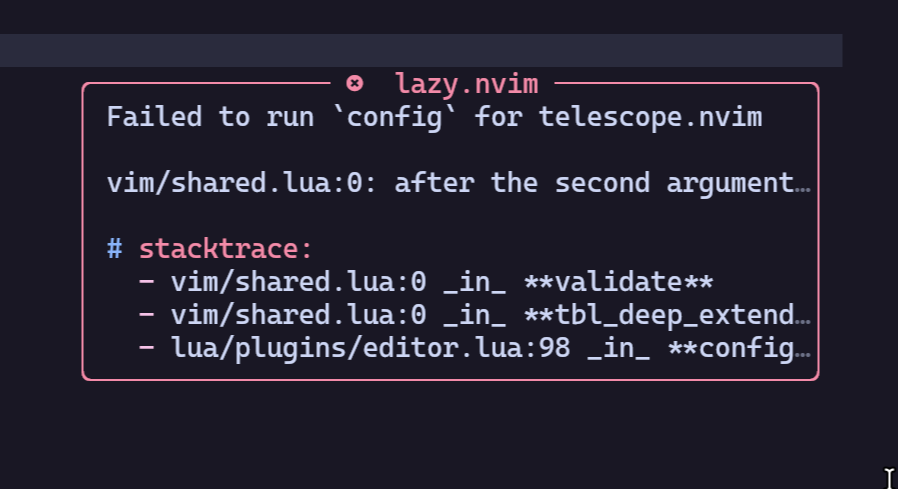 lazy.nvim
Failed to run `config` for telescope.nvim
vim/shared.lua:0: after the second argument…
# stacktrace:
- vim/shared.lua:0 _in_ **validate**
- vim/shared.lua:0 _in_ **tbl_deep_extend…
- lua/plugins/editor.lua:98 _in_ **config…